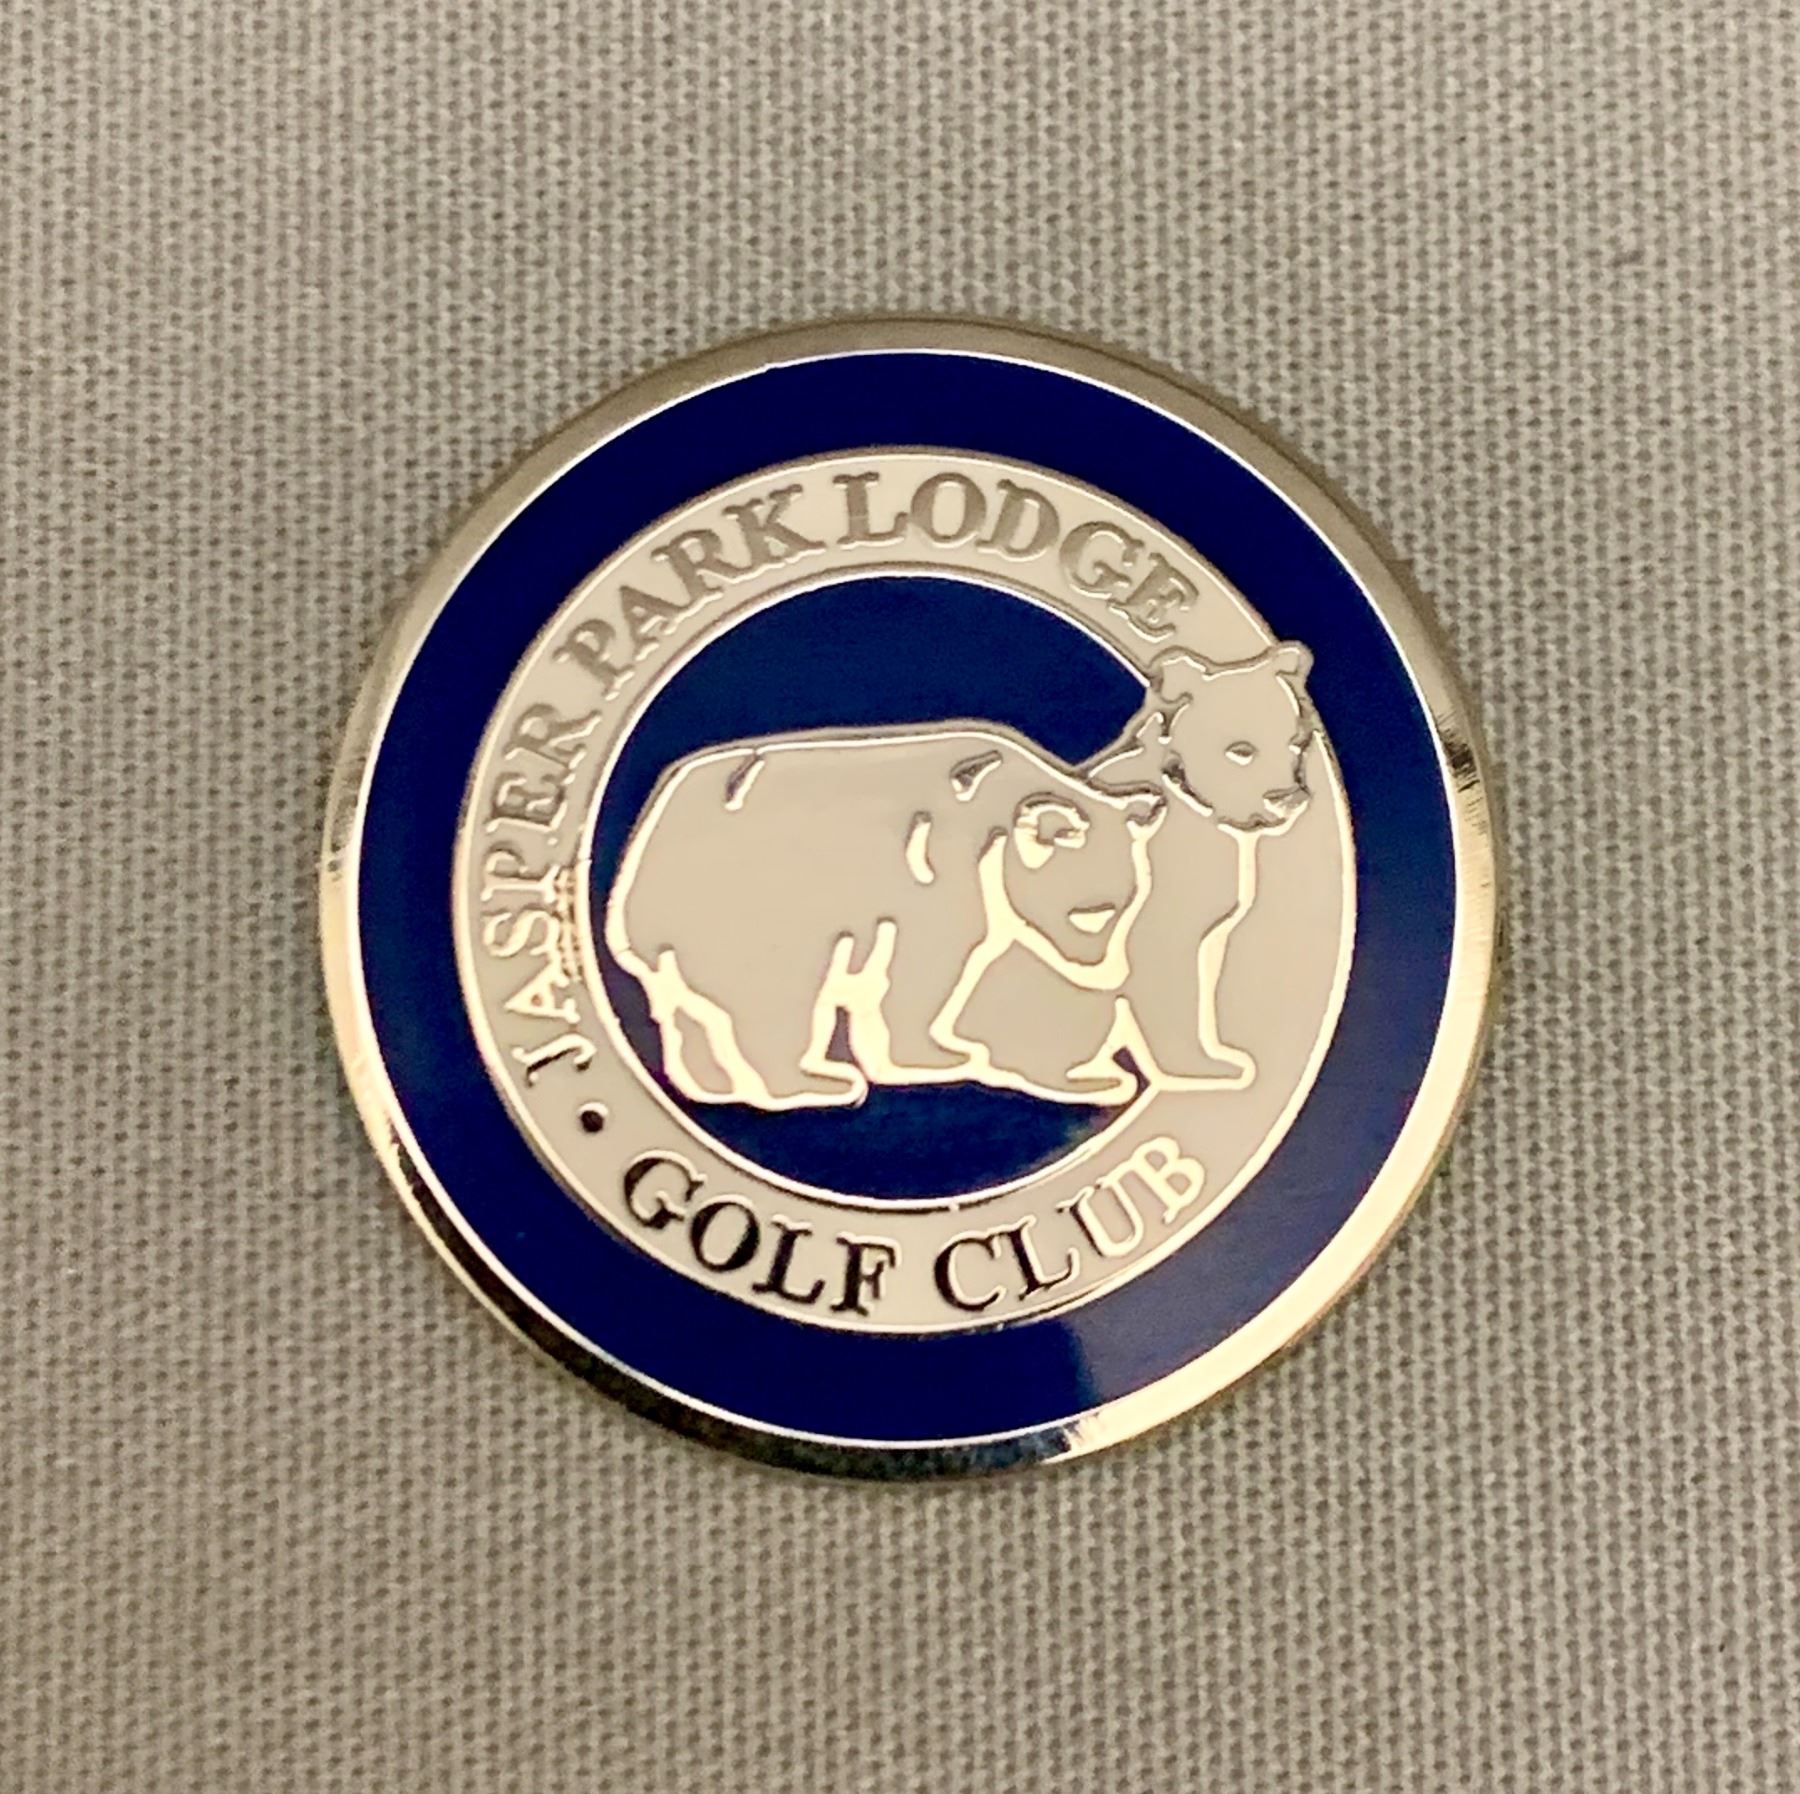 JASPER PARK LODGE
• GOLF CLUB